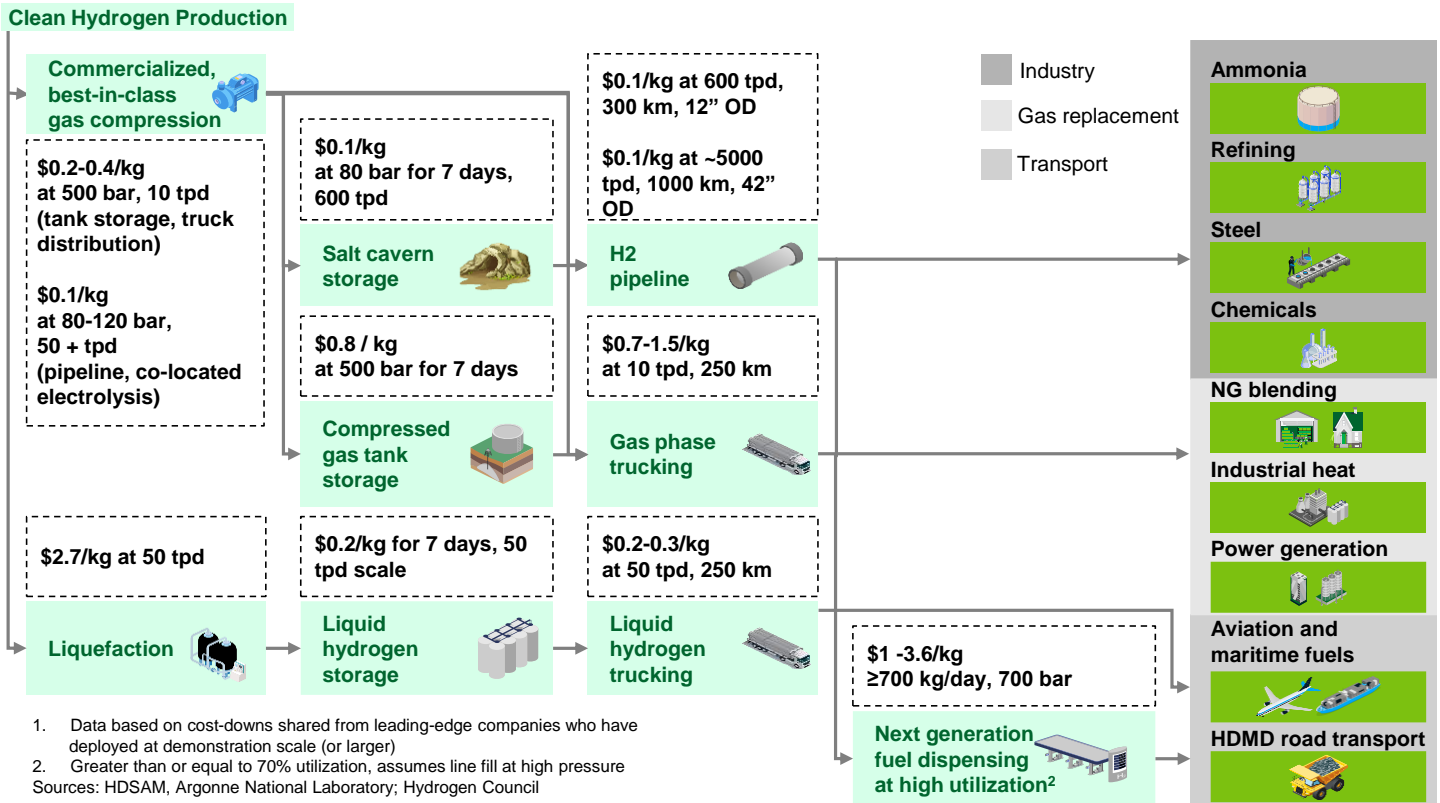 Clean Hydrogen Production
Commercialized,
best-in-class
gas compression
$0.2-0.4/kg
at 500 bar, 10 tpd
(tank storage, truck
distribution)
$0.1/kg
at 80-120 bar,
50 + tpd
(pipeline, co-located
electrolysis)
$0.1/kg
at 80 bar for 7 days,
600 tpd
Salt cavern
storage
$0.8 / kg
at 500 bar for 7 days
Compressed
gas tank
storage
$0.1/kg at 600 tpd,
300 km, 12” OD
$0.1/kg at ~5000
tpd, 1000 km, 42”
OD
H2
pipeline
$0.7-1.5/kg
at 10 tpd, 250 km
Gas phase
trucking
$2.7/kg at 50 tpd
Liquefaction
$0.2/kg for 7 days, 50
tpd scale
Liquid
hydrogen
storage
$0.2-0.3/kg
at 50 tpd, 250 km
Liquid
hydrogen
trucking
$1 -3.6/kg
≥700 kg/day, 700 bar
Next generation
fuel dispensing
at high utilization²
Industry
Gas replacement
Transport
Ammonia
Refining
Steel
Chemicals
NG blending
Industrial heat
Power generation
Aviation and
maritime fuels
HDMD road transport
1. Data based on cost-downs shared from leading-edge companies who have
deployed at demonstration scale (or larger)
2. Greater than or equal to 70% utilization, assumes line fill at high pressure
Sources: HDSAM, Argonne National Laboratory; Hydrogen Council